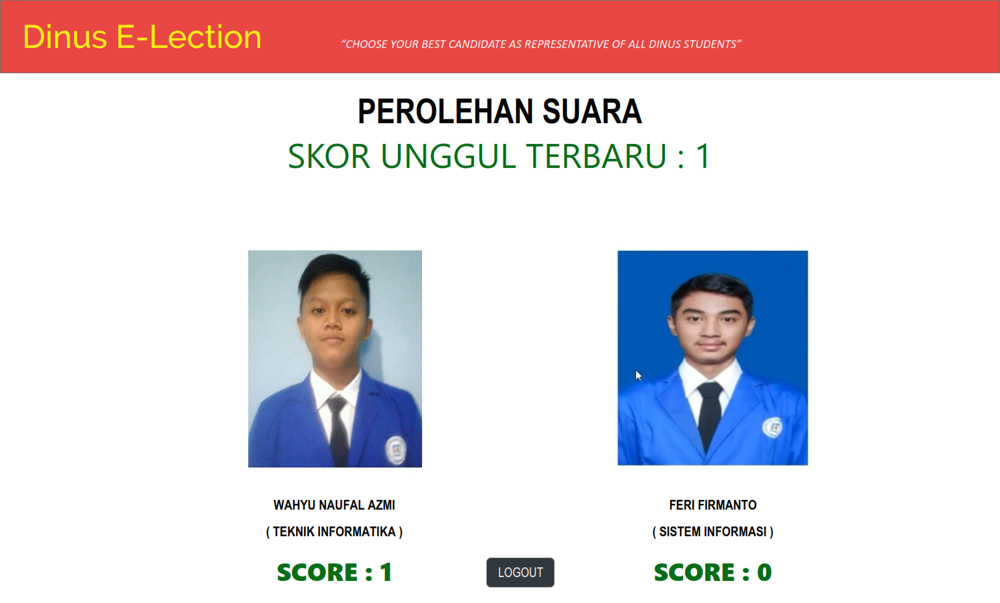 Dinus E-Lection
“CHOOSE YOUR BEST CANDIDATE AS REPRESENTATIVE OF ALL DINUS STUDENTS”
PEROLEHAN SUARA
SKOR UNGGUL TERBARU : 1
WAHYU NAUFAL AZMI
( TEKNIK INFORMATIKA )
SCORE : 1
FERI FIRMANTO
( SISTEM INFORMASI )
SCORE : 0
LOGOUT